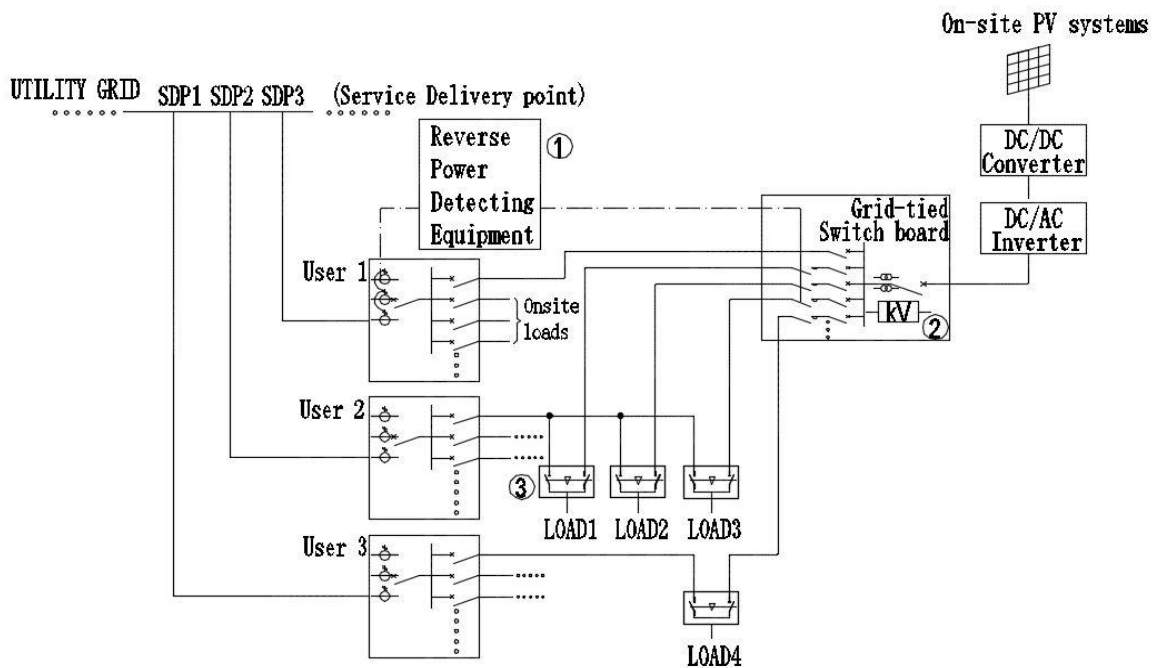 On-site PV systems
UTILITY GRID SDP1 SDP2 SDP3 (Service Delivery point)
Reverse
Power
Detecting
Equipment
①
DC/DC
Converter
DC/AC
Inverter
Grid-tied
Switch board
kV
②
User 1
Onsite
loads
User 2
③
LOAD1 LOAD2 LOAD3
User 3
LOAD4